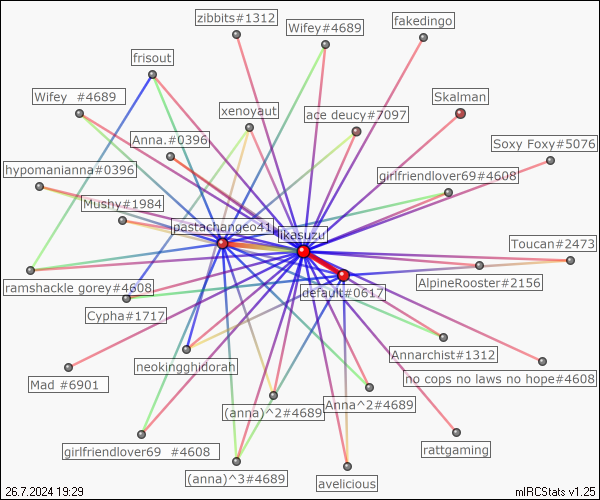 zibbits#1312
Wifey#4689
fakedingo
frisout
Wifey  #4689
xenoyaut
ace deucy#7097
Skalman
Anna.#0396
Soxy Foxy#5076
hypomanianna#0396
girlfriendlover69#4608
Mushy#1984
pastachangeo41
likasuzu
Toucan#2473
ramshackle gorey#4608
default#0617
AlpineRooster#2156
Cypha#1717
Annarchist#1312
neokingghidorah
no cops no laws no hope#4608
Mad #6901
(anna)^2#4689
Anna^2#4689
girlfriendlover69  #4608
rattgaming
(anna)^3#4689
avelicious
26.7.2024 19:29
mIRCStats v1.25